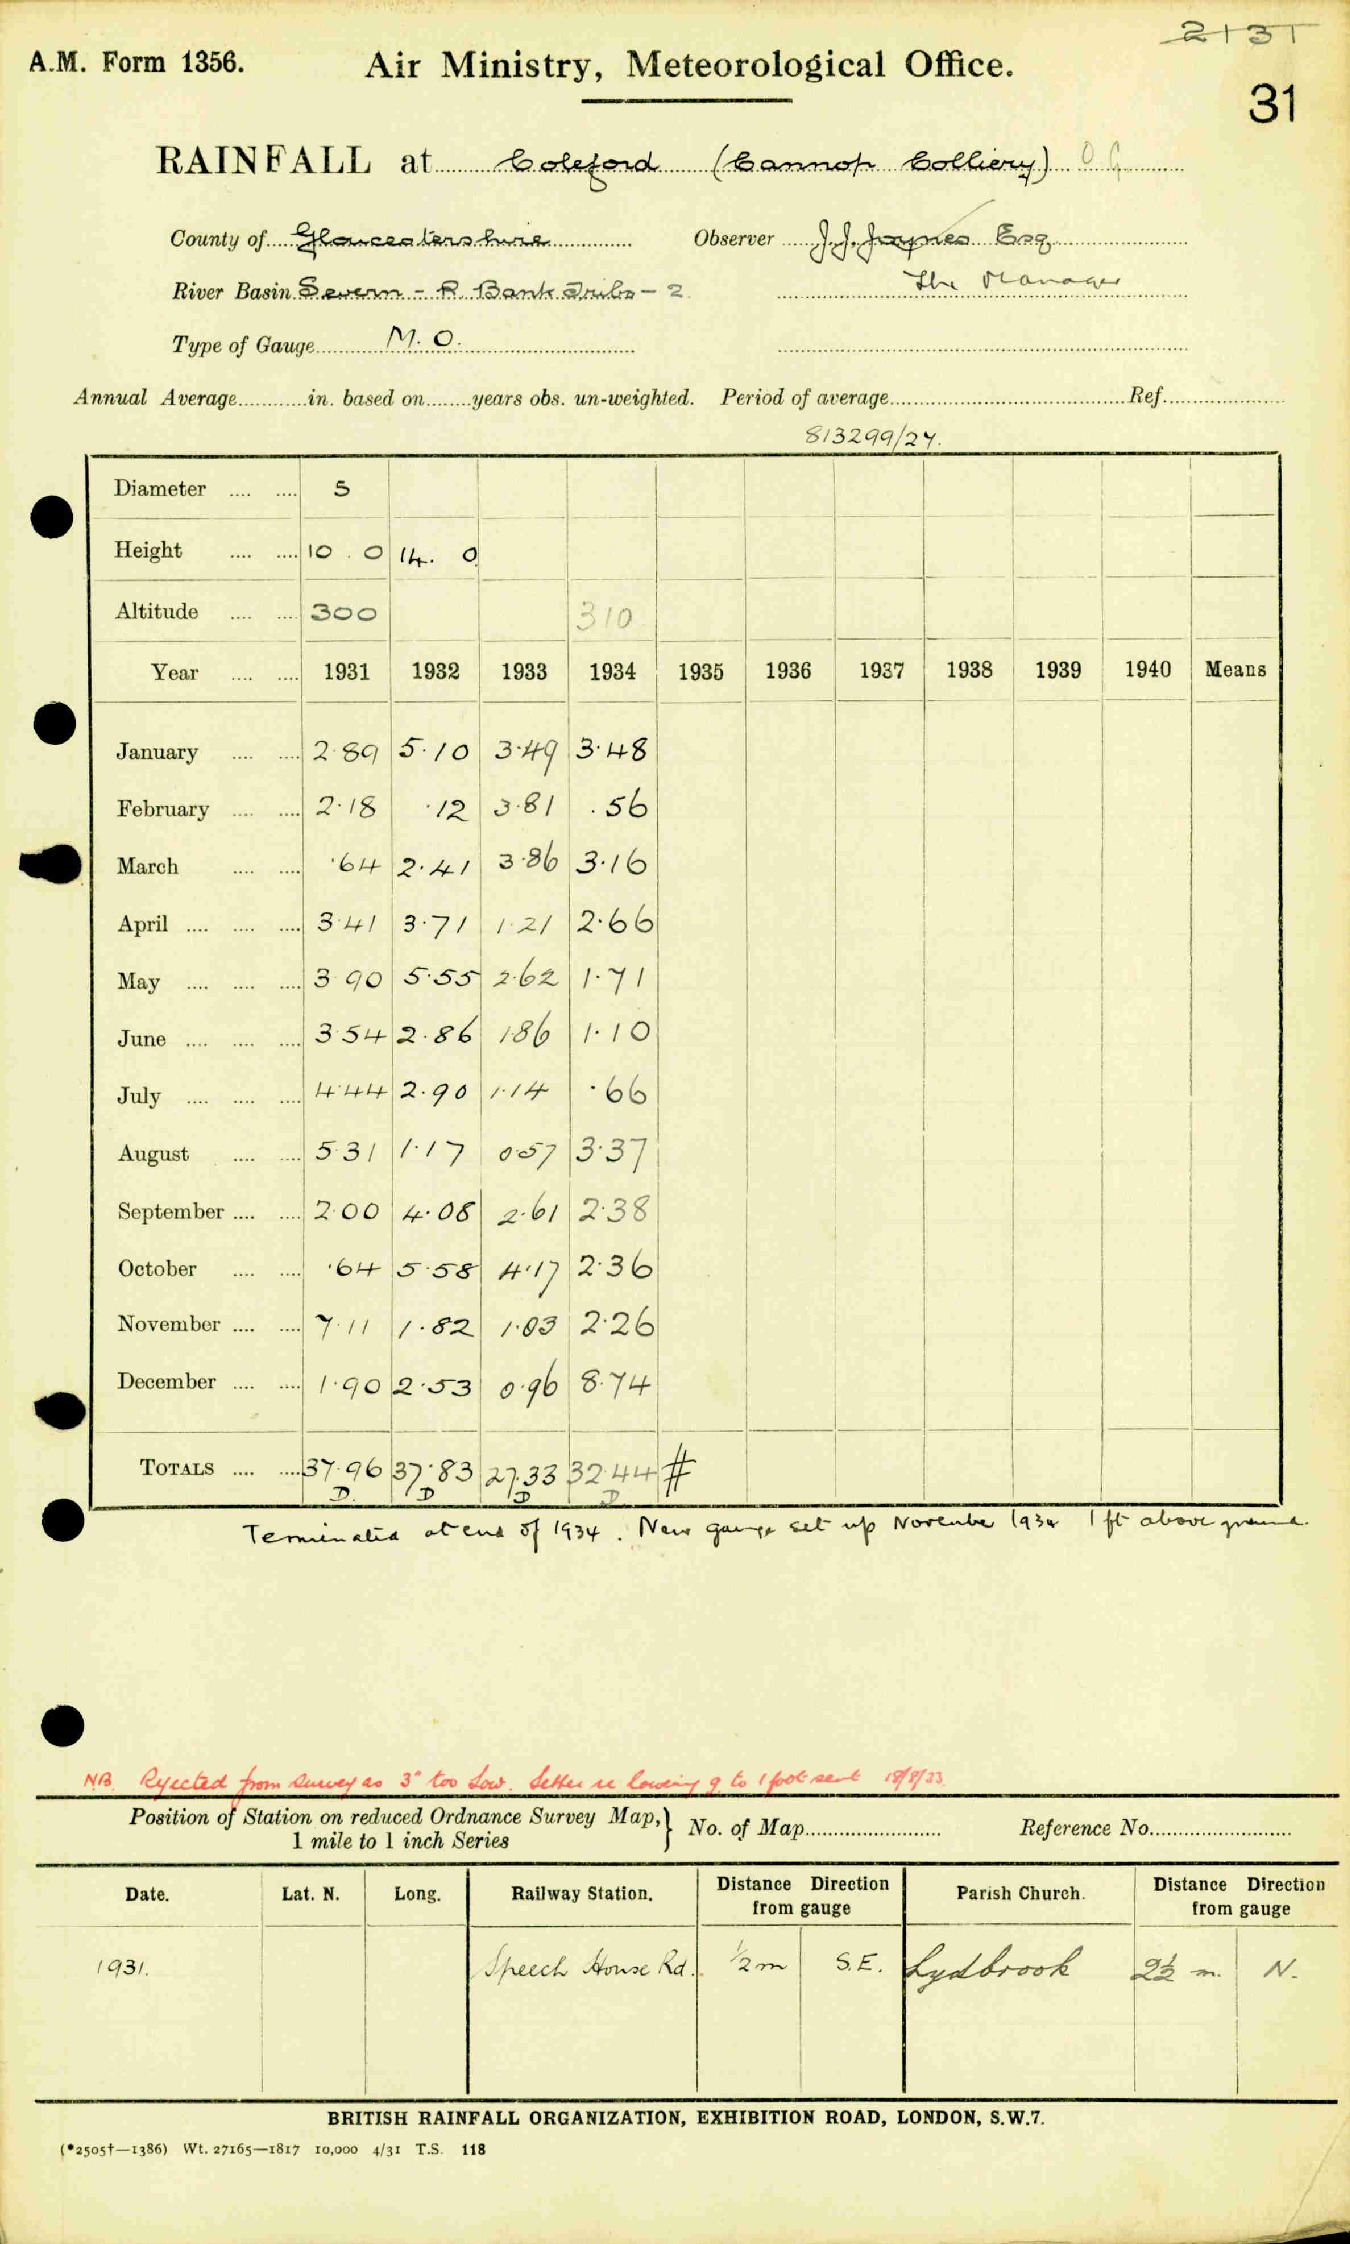 2131
A.M. Form 1356. Air Ministry, Meteorological Office.
31
RAINFALL at Coleford (Cannop Colliery) O G
County of Gloucestershire Observer J.J. Joynes Esq
River Basin Severn - R Bank Tribs - 2 The Manager
Type of Gauge M.O.
Annual Average in. based on years obs. un-weighted. Period of average Ref.
813299/27.
Diameter 5
Height 10 . 0 14. 0
Altitude 300 310
Year 1931 1932 1933 1934 1935 1936 1937 1938 1939 1940 Means
January 2.89 5.10 3.49 3.48
February 2.18 .12 3.81 .56
March .64 2.41 3.86 3.16
April 3.41 3.71 1.21 2.66
May 3.90 5.55 2.62 1.71
June 3.54 2.86 1.86 1.10
July 4.44 2.90 1.14 .66
August 5.31 1.17 0.57 3.37
September 2.00 4.08 2.61 2.38
October .64 5.58 4.17 2.36
November 7.11 1.82 1.03 2.26
December 1.90 2.53 0.96 8.74
TOTALS 37.96 37.83 27.33 32.44 #
D. D D D
Terminated at end of 1934. New gauge set up November 1934 1 ft above ground.
N.B. Rejected from survey as 3" too low. Letter re lowering g. to 1 foot sent 18/8/33
Position of Station on reduced Ordnance Survey Map, } No. of Map Reference No.
1 mile to 1 inch Series
Date. Lat. N. Long. Railway Station. Distance Direction from gauge Parish Church. Distance Direction from gauge
1931. Speech House Rd. ½ m S.E. Lydbrook 2½ m. N.
BRITISH RAINFALL ORGANIZATION, EXHIBITION ROAD, LONDON, S.W.7.
(*2505†—1386) Wt. 27165—1817 10,000 4/31 T.S. 118